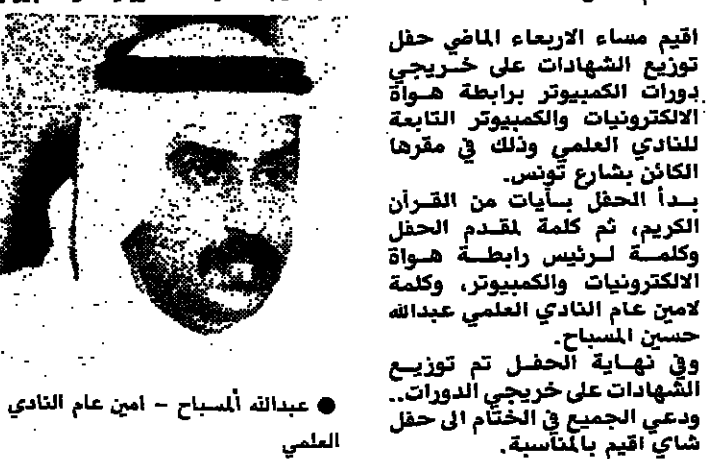 اقيم مساء الاربعاء الماضي حفل
توزيع الشهادات على خريجي
دورات الكمبيوتر برابطة هواة
الالكترونيات والكمبيوتر التابعة
للنادي العلمي وذلك في مقرها
الكائن بشارع تونس.
بدأ الحفل بآيات من القرآن
الكريم، ثم كلمة لمقدم الحفل
وكلمة لرئيس رابطة هواة
الالكترونيات والكمبيوتر، وكلمة
لامين عام النادي العلمي عبدالله
حسين المسباح.
وفي نهاية الحفل تم توزيع
الشهادات على خريجي الدورات..
ودعي الجميع في الختام الى حفل
شاي اقيم بالمناسبة.
● عبدالله المسباح – امين عام النادي
العلمي